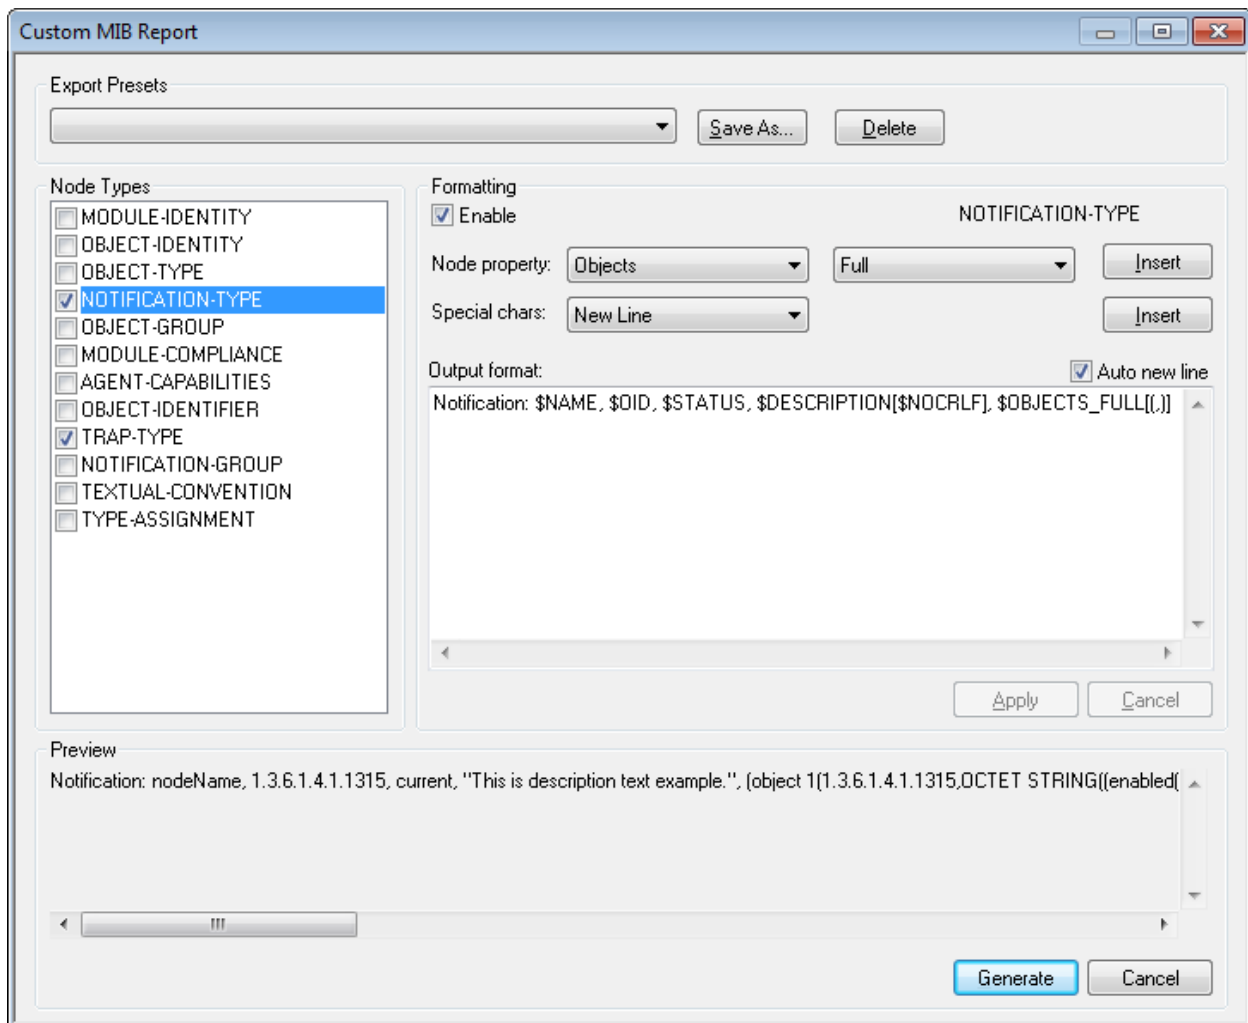 Custom MIB Report
Export Presets
Save As...
Delete
Node Types
MODULE-IDENTITY
OBJECT-IDENTITY
OBJECT-TYPE
NOTIFICATION-TYPE
OBJECT-GROUP
MODULE-COMPLIANCE
AGENT-CAPABILITIES
OBJECT-IDENTIFIER
TRAP-TYPE
NOTIFICATION-GROUP
TEXTUAL-CONVENTION
TYPE-ASSIGNMENT
Formatting
Enable
NOTIFICATION-TYPE
Node property:
Objects
Full
Insert
Special chars:
New Line
Insert
Output format:
Auto new line
Notification: $NAME, $OID, $STATUS, $DESCRIPTION[$NOCRLF], $OBJECTS_FULL[(,)]
Apply
Cancel
Preview
Notification: nodeName, 1.3.6.1.4.1.1315, current, "This is description text example.", (object 1(1.3.6.1.4.1.1315,OCTET STRING((enabled(
Generate
Cancel